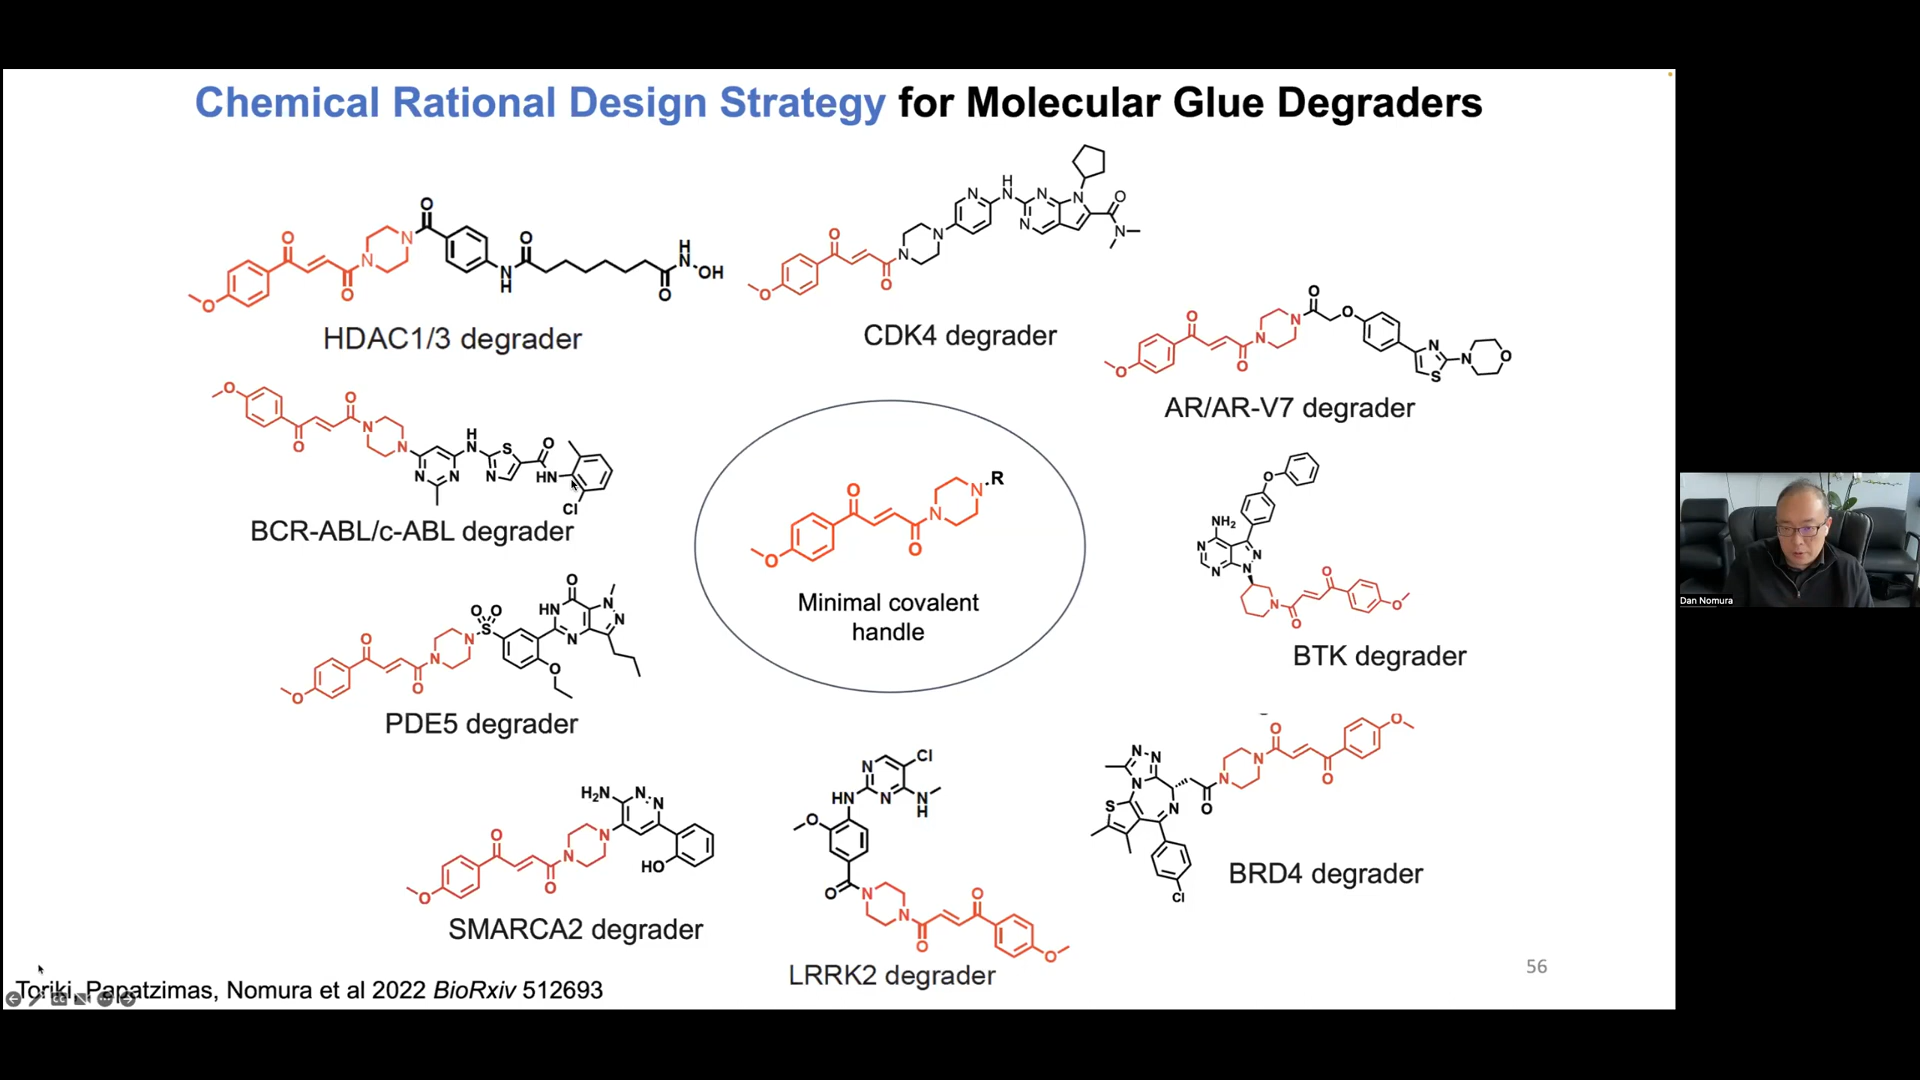 Chemical Rational Design Strategy for Molecular Glue Degraders
HDAC1/3 degrader
CDK4 degrader
AR/AR-V7 degrader
BCR-ABL/c-ABL degrader
Minimal covalent
handle
BTK degrader
PDE5 degrader
BRD4 degrader
SMARCA2 degrader
LRRK2 degrader
56
Toriki, Papatzimas, Nomura et al 2022 BioRxiv 512693
Dan Nomura